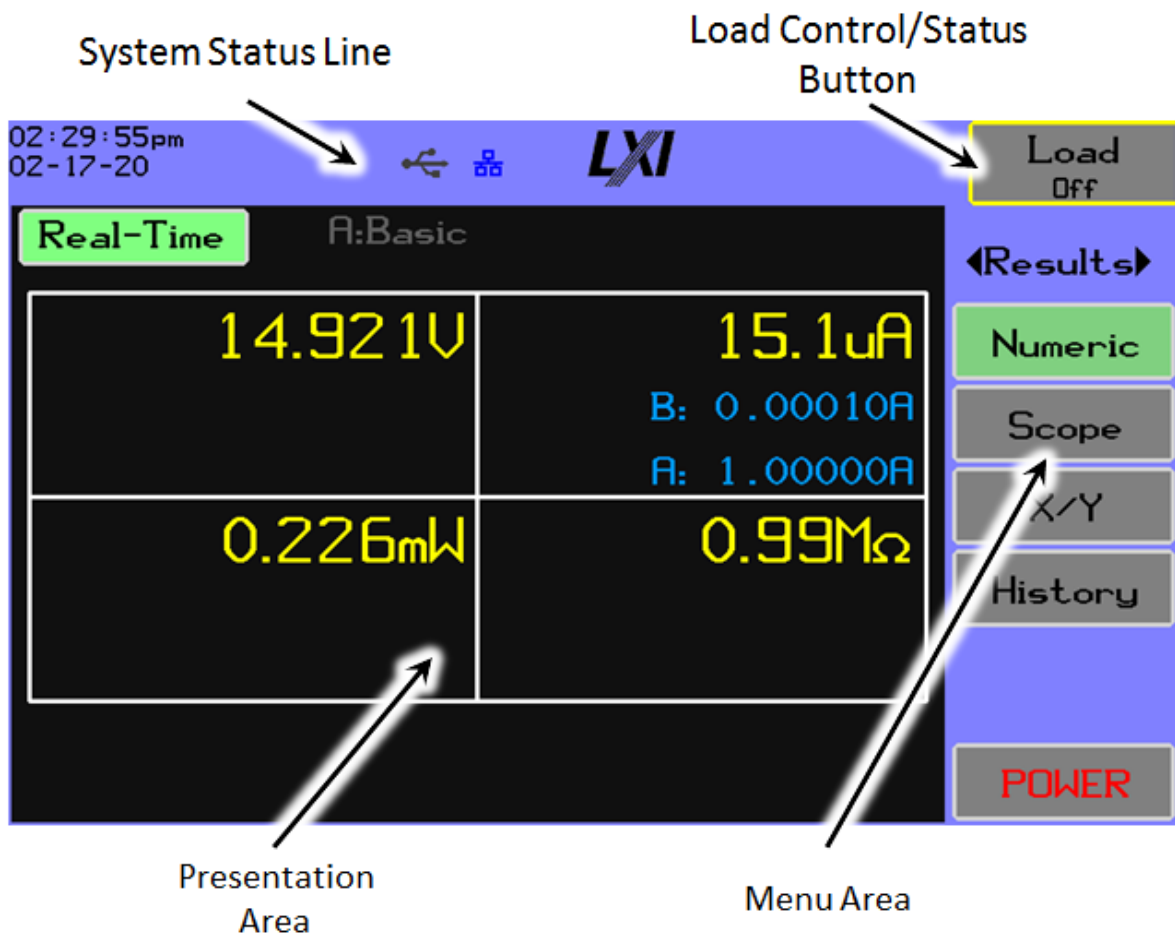 System Status Line
Load Control/Status
Button
02:29:55pm
02-17-20
LXI
Load
Off
Real-Time
A:Basic
◀Results▶
14.921V
15.1uA
B: 0.00010A
A: 1.00000A
0.226mW
0.99MΩ
Numeric
Scope
X/Y
History
POWER
Presentation
Area
Menu Area